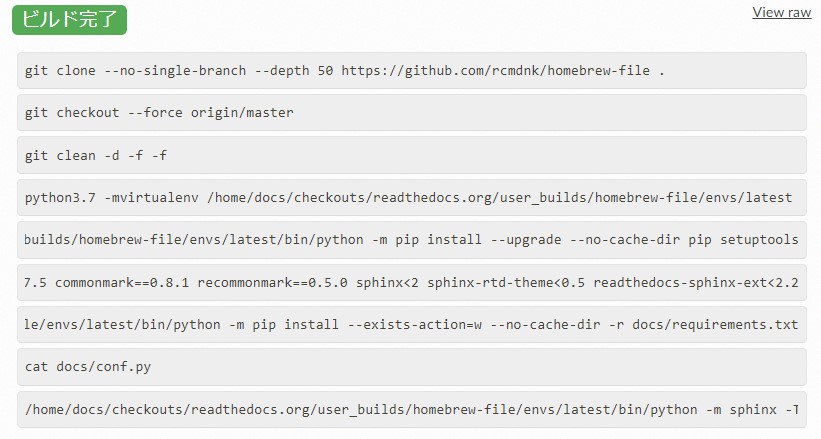 ビルド完了
View raw
git clone --no-single-branch --depth 50 https://github.com/rcmdnk/homebrew-file .
git checkout --force origin/master
git clean -d -f -f
python3.7 -mvirtualenv /home/docs/checkouts/readthedocs.org/user_builds/homebrew-file/envs/latest
builds/homebrew-file/envs/latest/bin/python -m pip install --upgrade --no-cache-dir pip setuptools
7.5 commonmark==0.8.1 recommonmark==0.5.0 sphinx<2 sphinx-rtd-theme<0.5 readthedocs-sphinx-ext<2.2
le/envs/latest/bin/python -m pip install --exists-action=w --no-cache-dir -r docs/requirements.txt
cat docs/conf.py
/home/docs/checkouts/readthedocs.org/user_builds/homebrew-file/envs/latest/bin/python -m sphinx -T